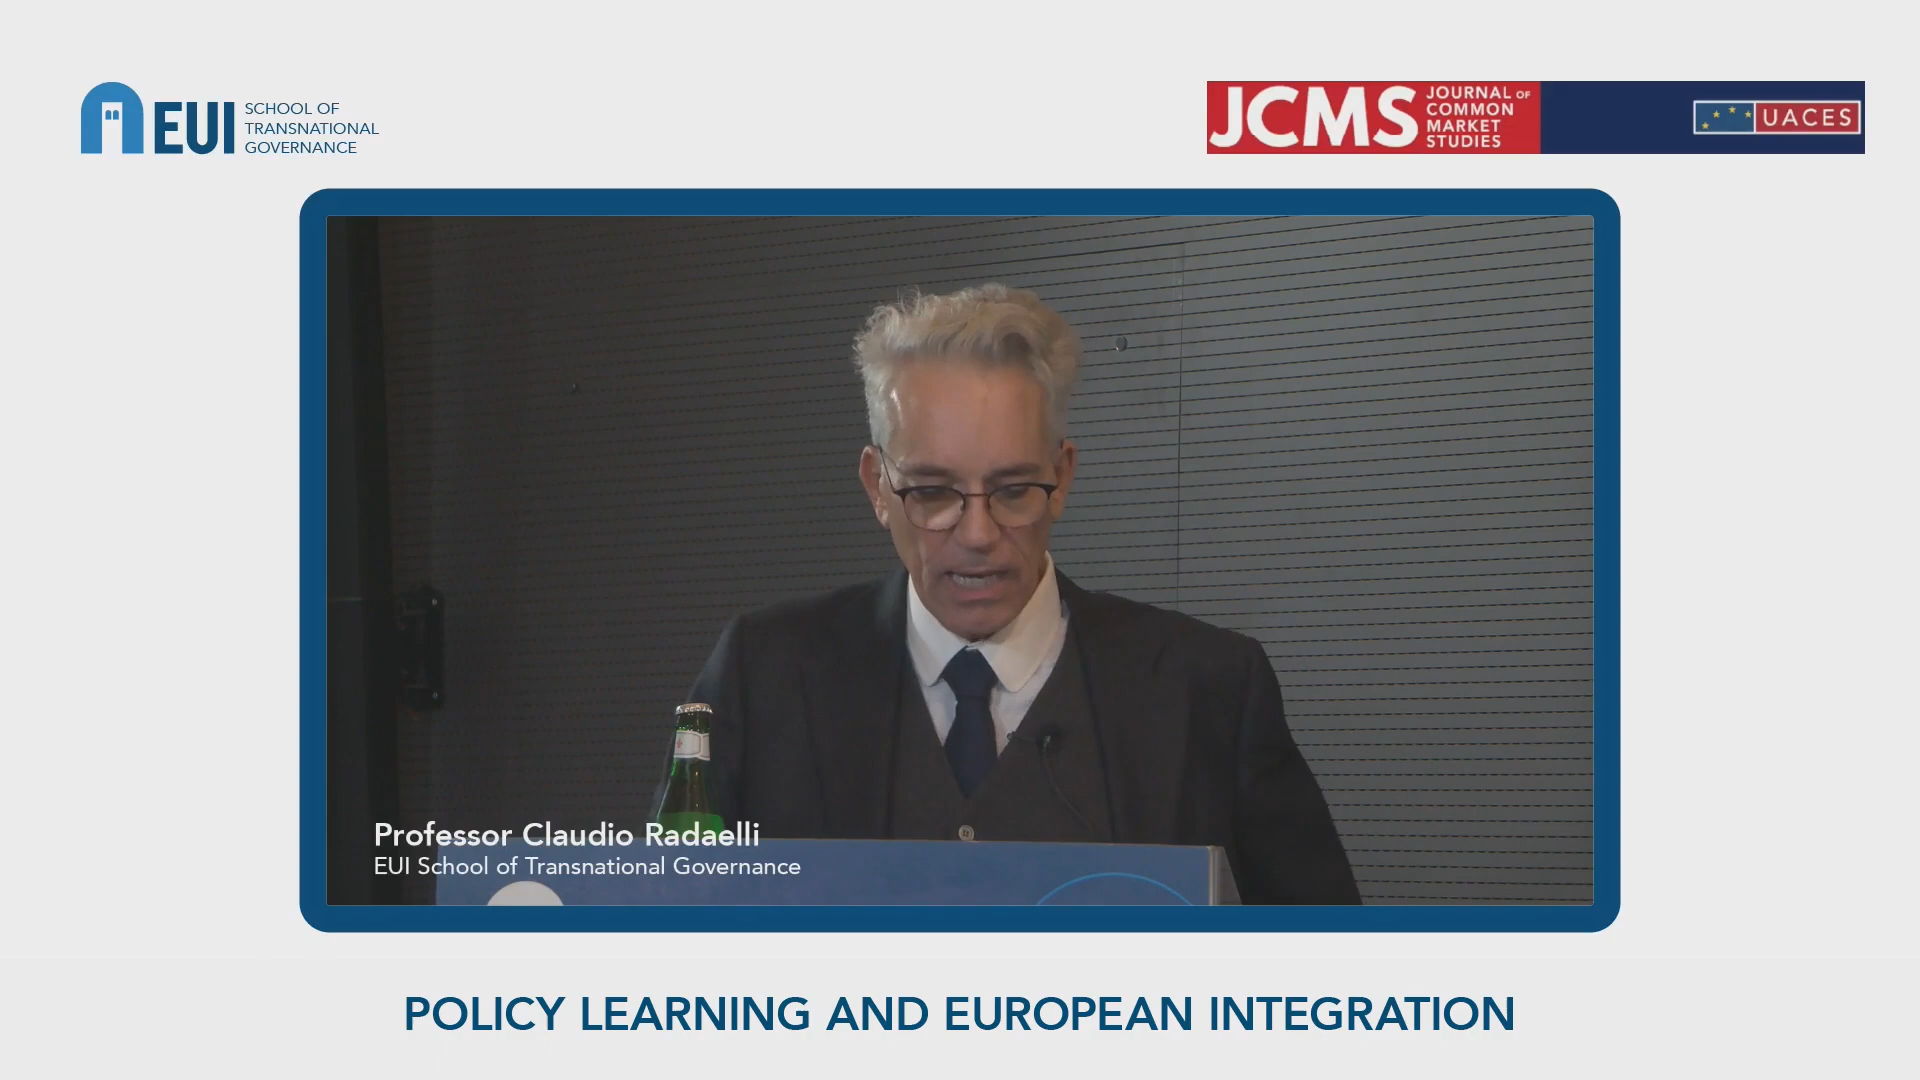 EUI
SCHOOL OF
TRANSNATIONAL
GOVERNANCE
JCMS
JOURNAL OF
COMMON
MARKET
STUDIES
UACES
Professor Claudio Radaelli
EUI School of Transnational Governance
POLICY LEARNING AND EUROPEAN INTEGRATION